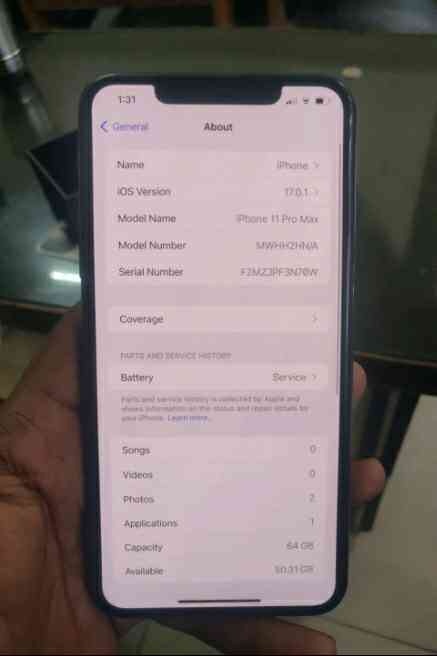 1:31
General
About
Name iPhone
iOS Version 17.0.1
Model Name iPhone 11 Pro Max
Model Number MWHH2HN/A
Serial Number F2MZJPF3N70W
Coverage
PARTS AND SERVICE HISTORY
Battery Service
Parts and service history is collected by Apple and
shows information on the status and repair details for
your iPhone. Learn more...
Songs 0
Videos 0
Photos 2
Applications 1
Capacity 64 GB
Available 50.31 GB